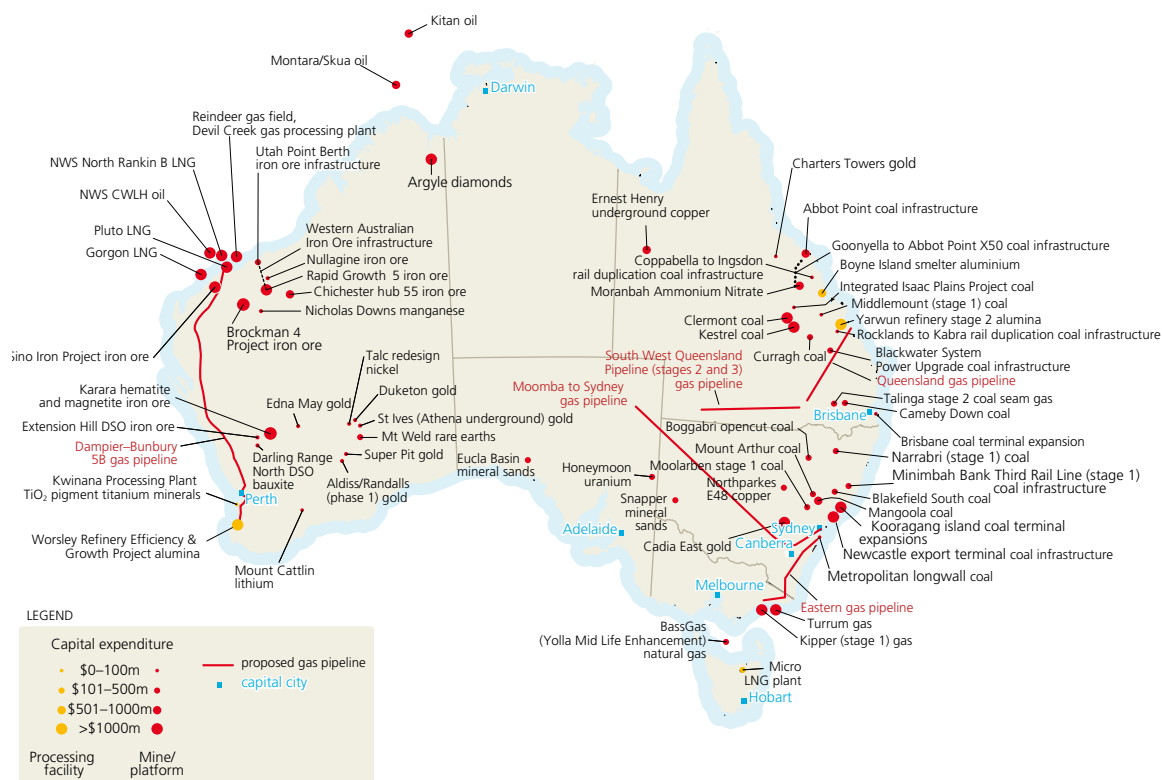 Kitan oil
Montara/Skua oil
Darwin
Reindeer gas field,
Devil Creek gas processing plant
Utah Point Berth
iron ore infrastructure
NWS North Rankin B LNG
NWS CWLH oil
Pluto LNG
Gorgon LNG
Argyle diamonds
Western Australian
Iron Ore infrastructure
Nullagine iron ore
Rapid Growth 5 iron ore
Chichester hub 55 iron ore
Nicholas Downs manganese
Brockman 4
Project iron ore
Iron Project iron ore
Karara hematite
and magnetite iron ore
Extension Hill DSO iron ore
Dampier–Bunbury
5B gas pipeline
Kwinana Processing Plant
TiO₂ pigment titanium minerals
Perth
Worsley Refinery Efficiency &
Growth Project alumina
Edna May gold
Darling Range
North DSO
bauxite
Talc redesign
nickel
Duketon gold
St Ives (Athena underground) gold
Mt Weld rare earths
Super Pit gold
Aldiss/Randalls
(phase 1) gold
Mount Cattlin
lithium
Eucla Basin
mineral sands
Charters Towers gold
Ernest Henry
underground copper
Abbot Point coal infrastructure
Goonyella to Abbot Point X50 coal infrastructure
Coppabella to Ingsdon
rail duplication coal infrastructure
Boyne Island smelter aluminium
Moranbah Ammonium Nitrate
Integrated Isaac Plains Project coal
Middlemount (stage 1) coal
Clermont coal
Kestrel coal
Yarwun refinery stage 2 alumina
Rocklands to Kabra rail duplication coal infrastructure
Curragh coal
Blackwater System
Power Upgrade coal infrastructure
South West Queensland
Pipeline (stages 2 and 3)
gas pipeline
Queensland gas pipeline
Moomba to Sydney
gas pipeline
Talinga stage 2 coal seam gas
Cameby Down coal
Brisbane
Boggabri opencut coal
Brisbane coal terminal expansion
Mount Arthur coal
Narrabri (stage 1) coal
Honeymoon
uranium
Moolarben stage 1 coal
Minimbah Bank Third Rail Line (stage 1)
coal infrastructure
Northparkes
E48 copper
Snapper
mineral
sands
Blakefield South coal
Mangoola coal
Adelaide
Sydney
Kooragang island coal terminal
expansions
Cadia East gold
Canberra
Newcastle export terminal coal infrastructure
Metropolitan longwall coal
Melbourne
Eastern gas pipeline
Turrum gas
Kipper (stage 1) gas
BassGas
(Yolla Mid Life Enhancement)
natural gas
Micro
LNG plant
Hobart
LEGEND
Capital expenditure
$0–100m
$101–500m
$501–1000m
>$1000m
Processing
facility
Mine/
platform
proposed gas pipeline
capital city